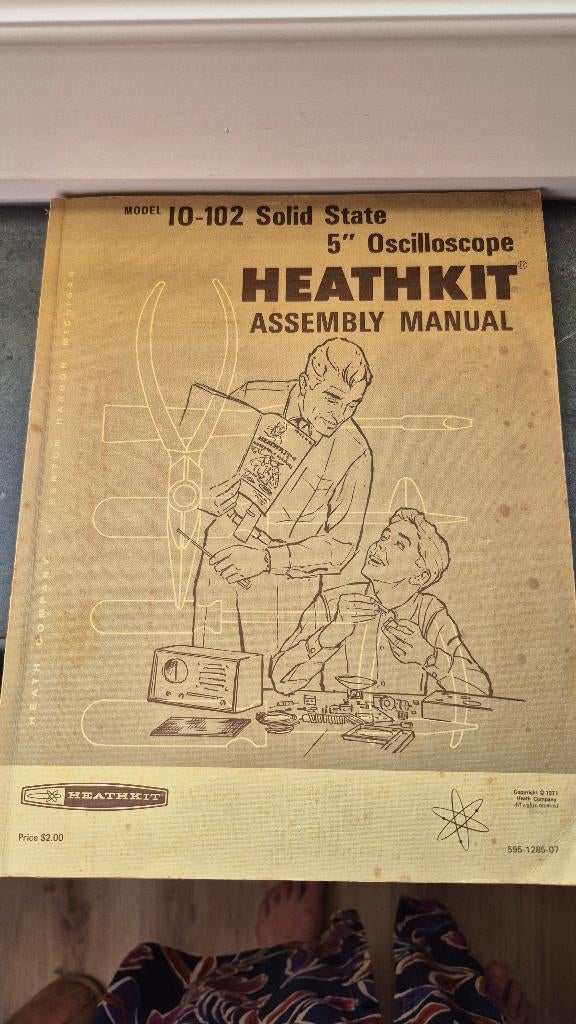 MODEL IO-102 Solid State
5" Oscilloscope
HEATHKIT®
ASSEMBLY MANUAL
HEATHKIT
HEATH COMPANY • BENTON HARBOR MICHIGAN
HEATHKIT
Price $2.00
Copyright © 1971
Heath Company
All rights reserved
595-1285-07